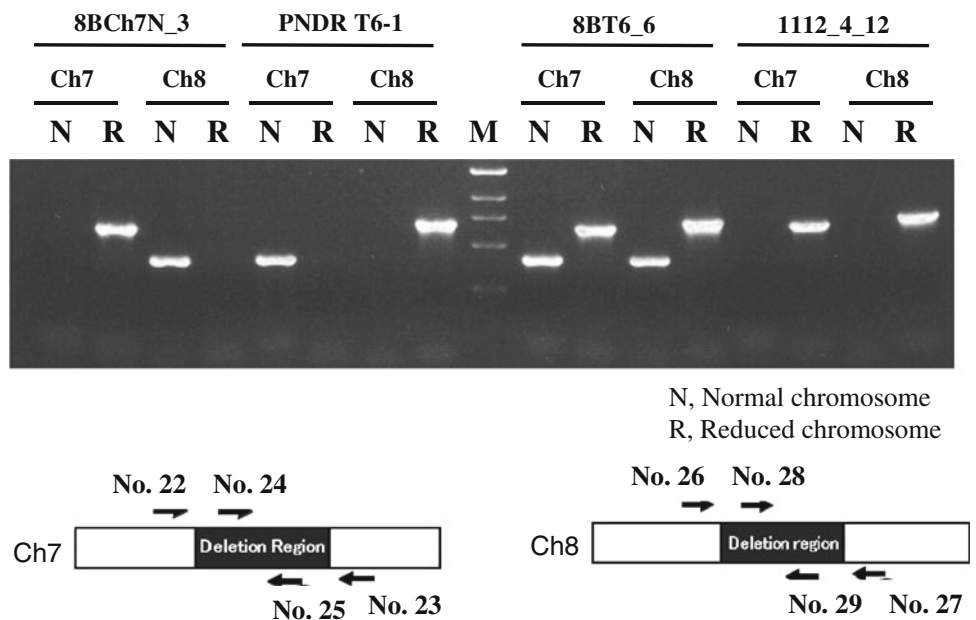 8BCh7N_3 PNDR T6-1 8BT6_6 1112_4_12
Ch7 Ch8 Ch7 Ch8 Ch7 Ch8 Ch7 Ch8
N R N R N R N R M N R N R N R N R
N, Normal chromosome
R, Reduced chromosome
No. 22 No. 24
Ch7 Deletion Region
No. 25 No. 23
No. 26 No. 28
Ch8 Deletion region
No. 29 No. 27